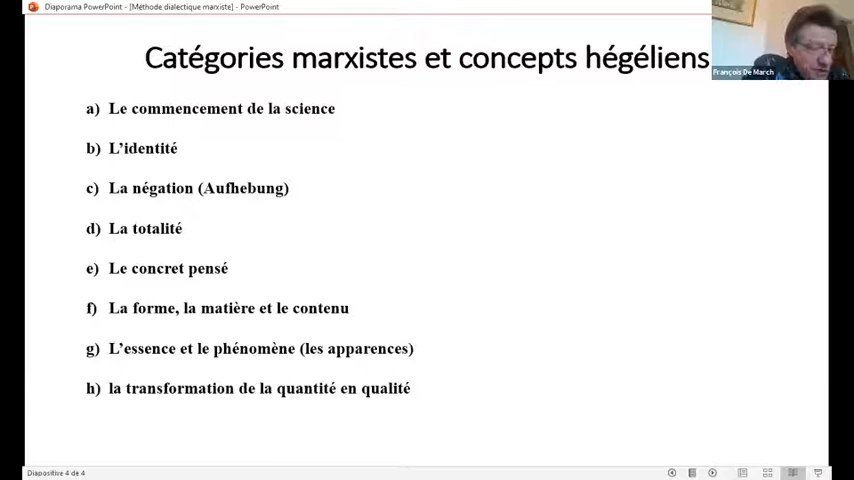 Diaporama PowerPoint - [Méthode dialectique marxiste] - PowerPoint
Catégories marxistes et concepts hégéliens
François De March
a) Le commencement de la science
b) L'identité
c) La négation (Aufhebung)
d) La totalité
e) Le concret pensé
f) La forme, la matière et le contenu
g) L'essence et le phénomène (les apparences)
h) la transformation de la quantité en qualité
Diapositive 4 de 4